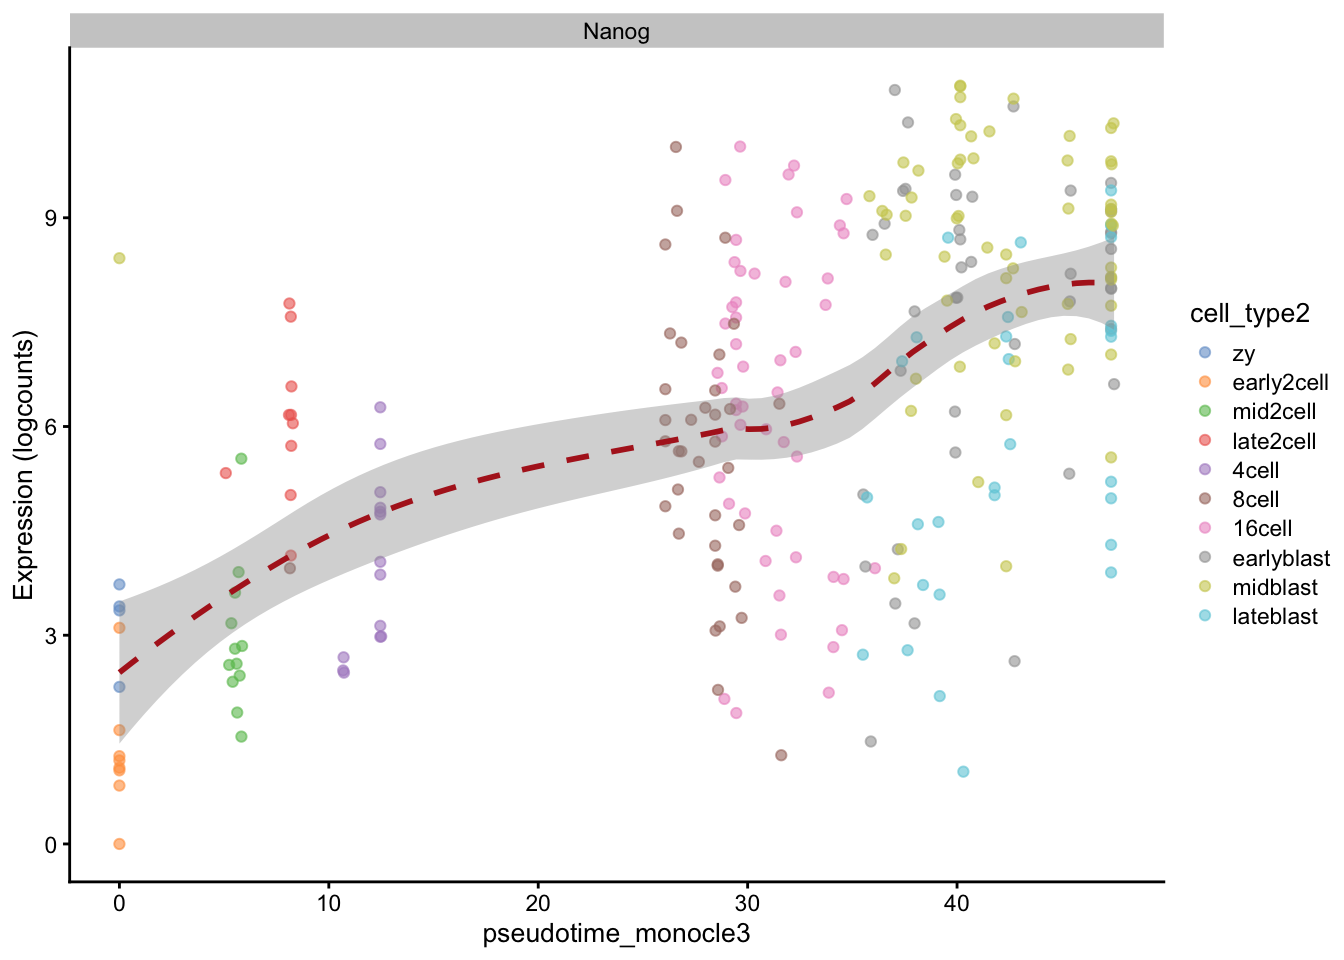 Nanog
Expression (logcounts)
9
6
3
0
0 10 20 30 40
pseudotime_monocle3
cell_type2
zy
early2cell
mid2cell
late2cell
4cell
8cell
16cell
earlyblast
midblast
lateblast